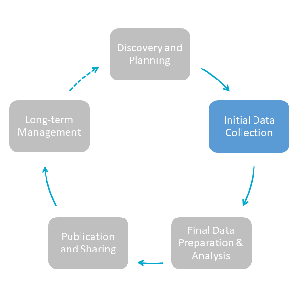 Discovery and
Planning
Initial Data
Collection
Final Data
Preparation &
Analysis
Publication
and Sharing
Long-term
Management